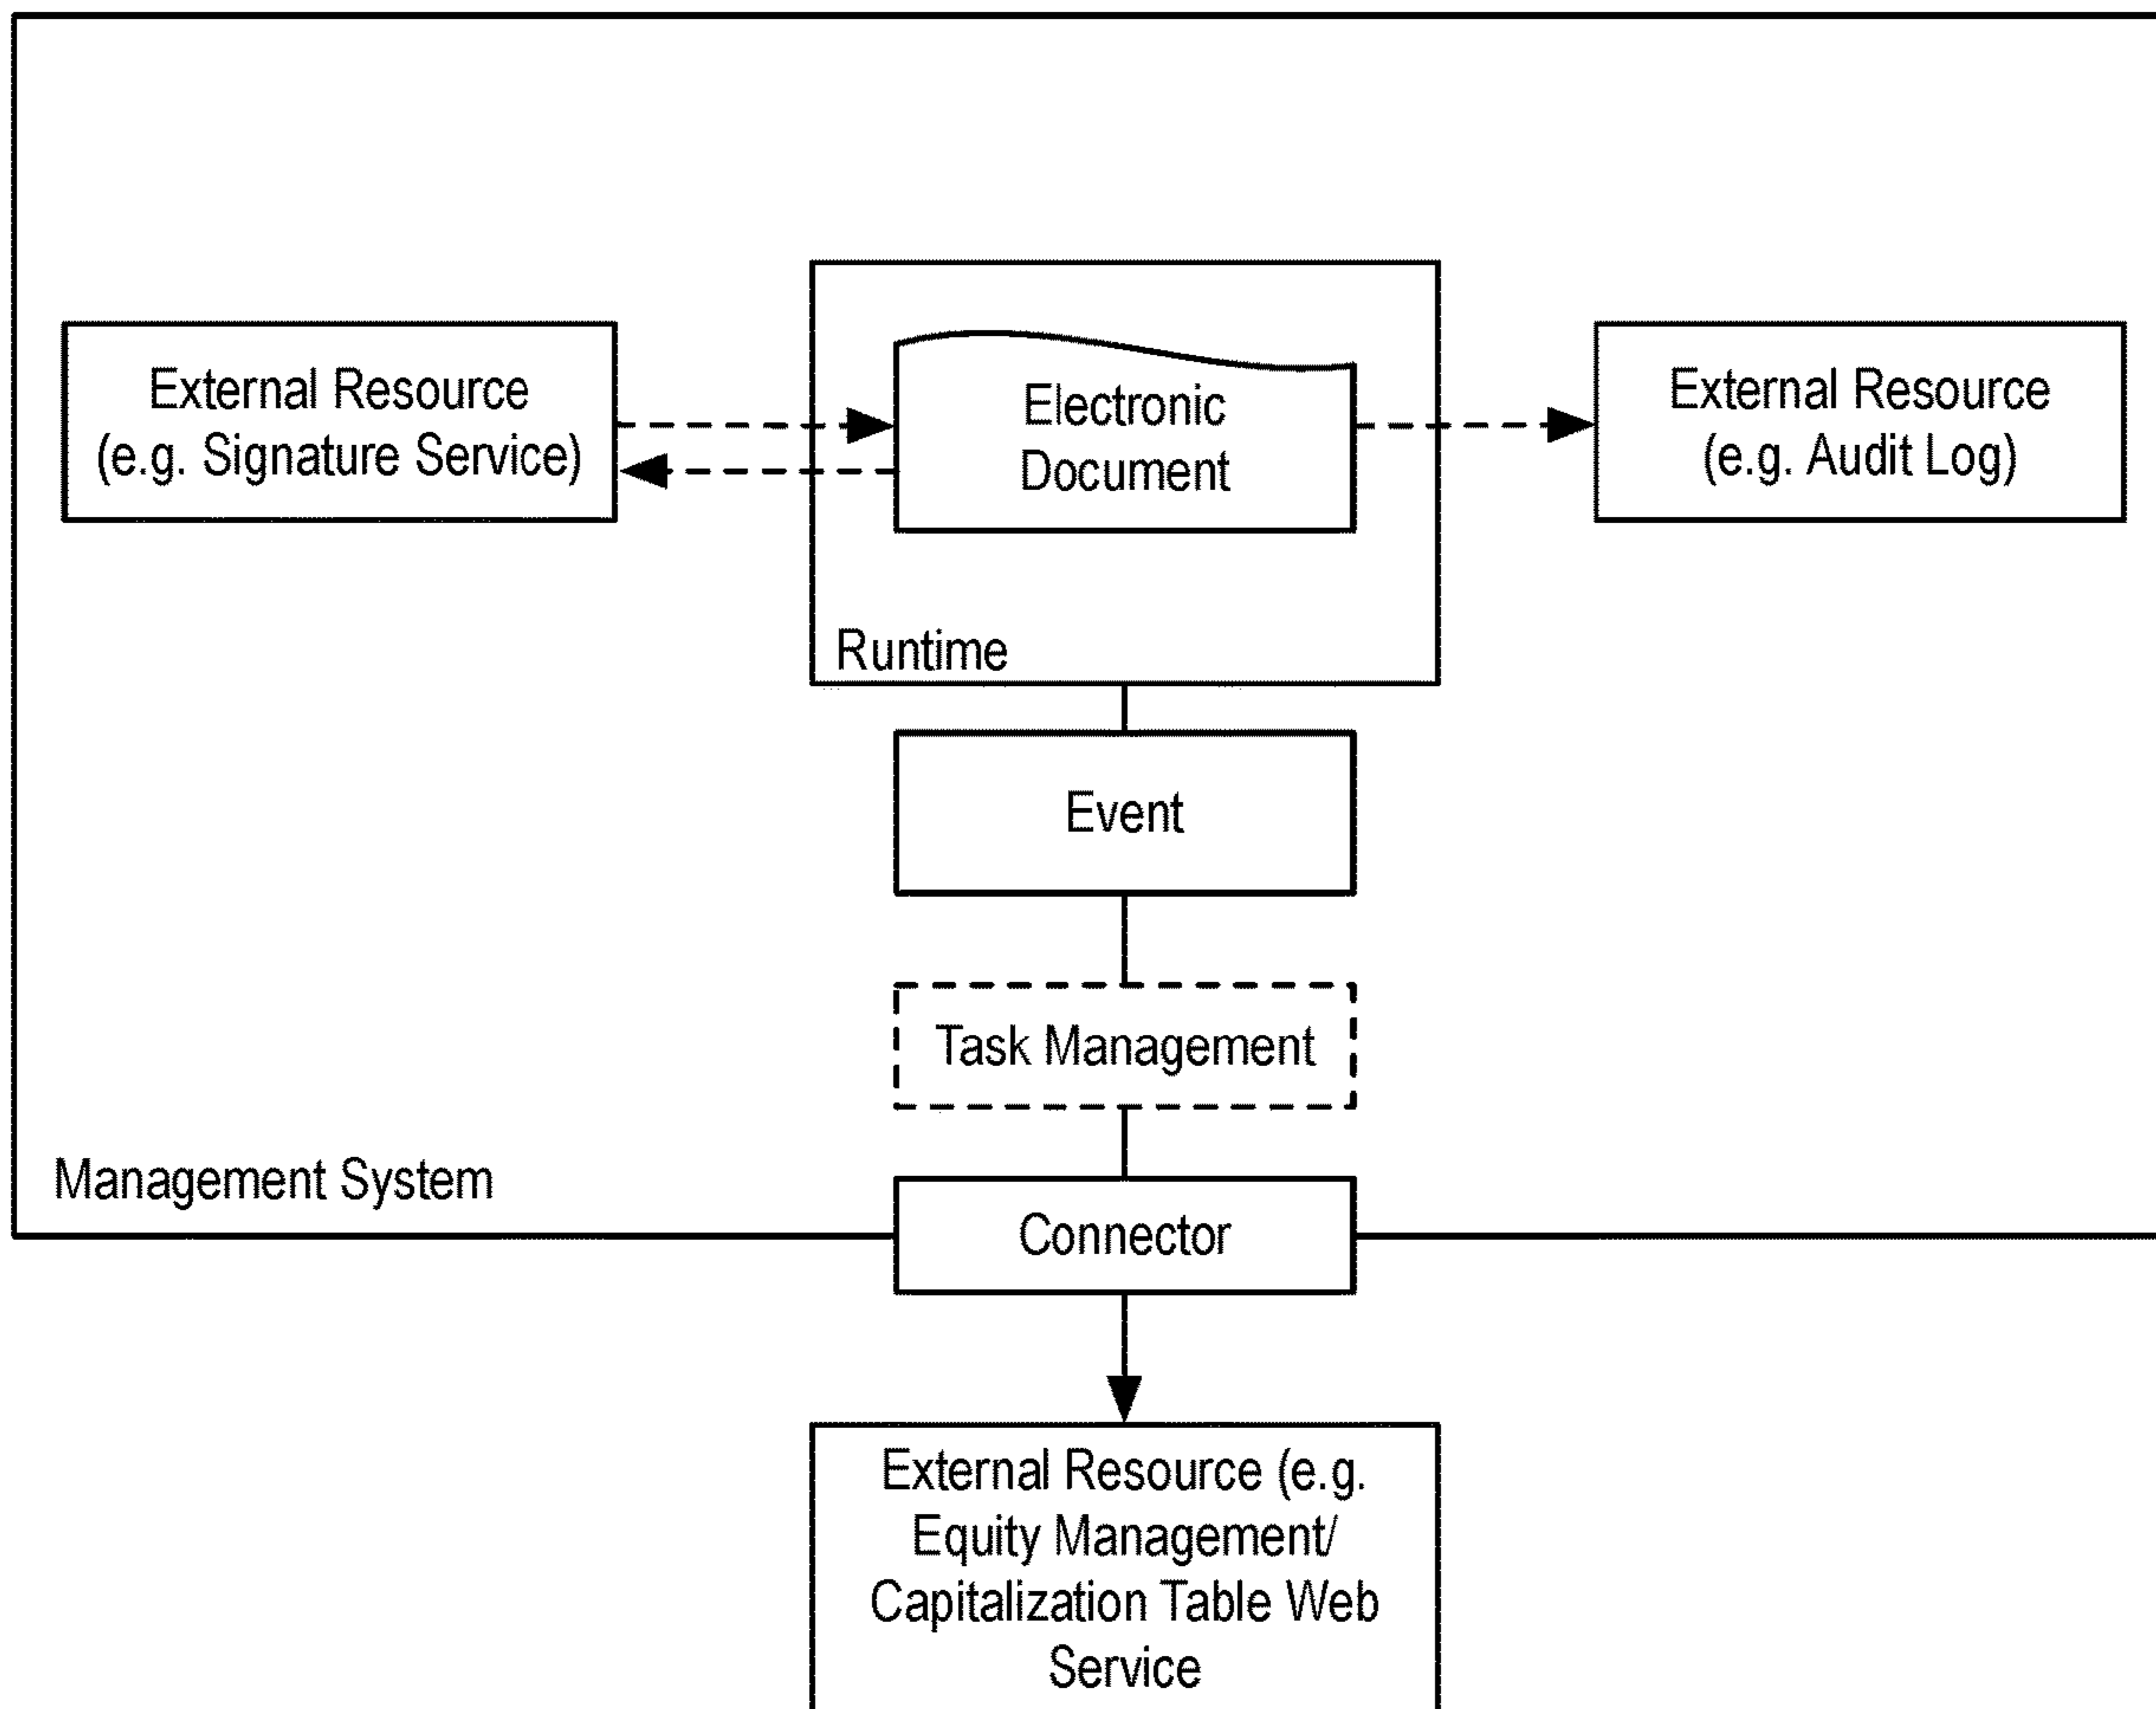 External Resource
(e.g. Signature Service)
Electronic
Document
External Resource
(e.g. Audit Log)
Runtime
Event
Task Management
Management System
Connector
External Resource (e.g.
Equity Management/
Capitalization Table Web
Service